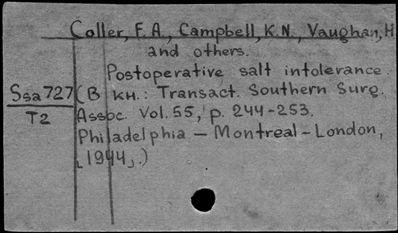 Coller, F. A., Campbell, K. N., Vaughan, H
and others.
Postoperative salt intolerance.
Ssa727
T2
(В кн.: Transact. Southern Surg.
Assoc. Vol. 55, p. 244-253.
Philadelphia — Montreal - London,
[1944].)